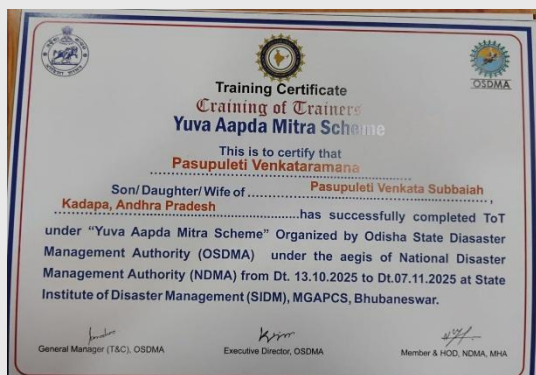 OSDMA
Training Certificate
Craining of Trainers
Yuva Aapda Mitra Scheme
This is to certify that
Pasupuleti Venkataramana
Son/ Daughter/ Wife of .......... Pasupuleti Venkata Subbaiah ,
Kadapa, Andhra Pradesh ..........has successfully completed ToT
under “Yuva Aapda Mitra Scheme” Organized by Odisha State Diasaster
Management Authority (OSDMA) under the aegis of National Disaster
Management Authority (NDMA) from Dt. 13.10.2025 to Dt.07.11.2025 at State
Institute of Disaster Management (SIDM), MGAPCS, Bhubaneswar.
General Manager (T&C), OSDMA
Executive Director, OSDMA
Member & HOD, NDMA, MHA